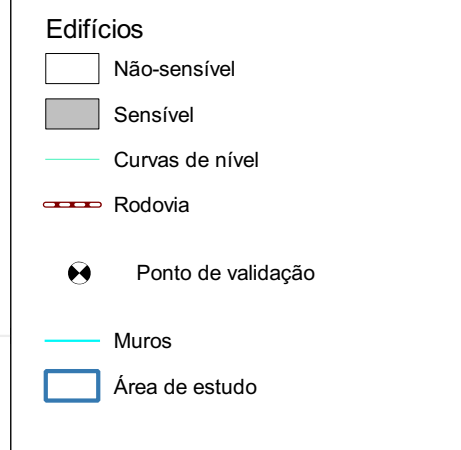 Edifícios
Não-sensível
Sensível
Curvas de nível
Rodovia
Ponto de validação
Muros
Área de estudo